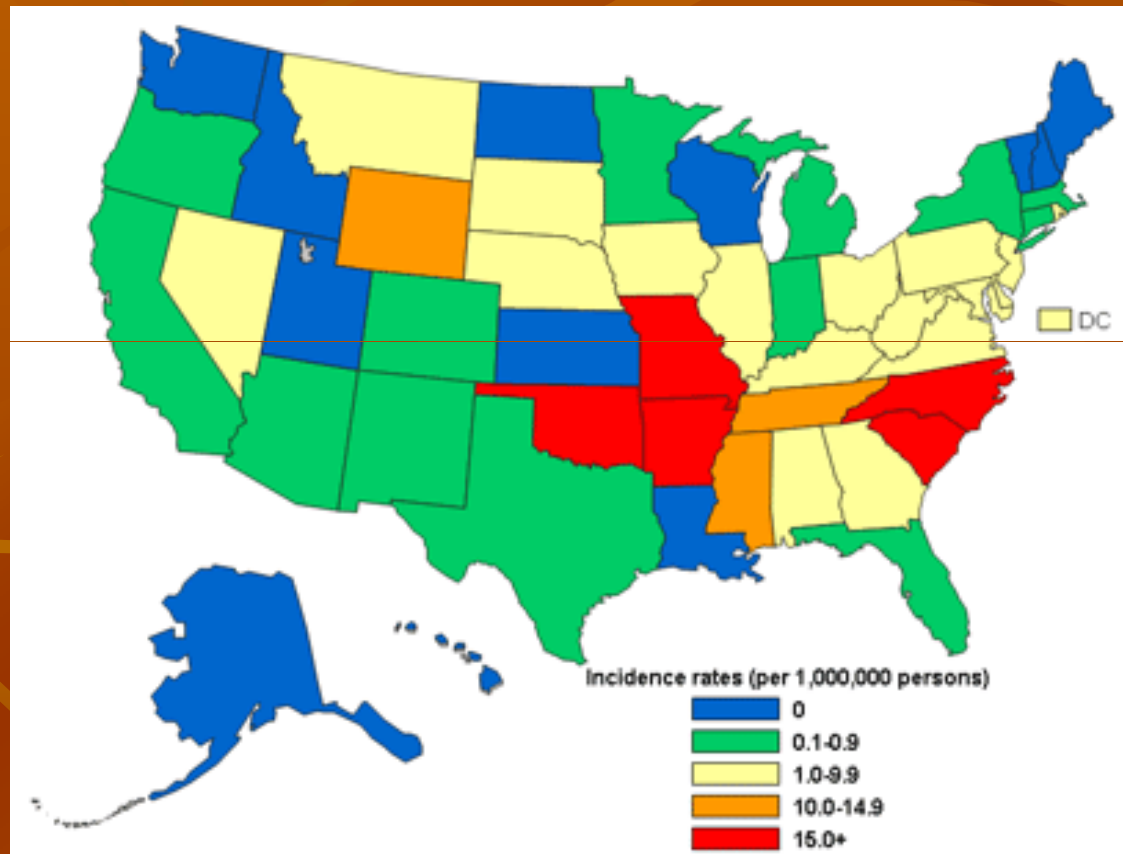 DC
Incidence rates (per 1,000,000 persons)
0
0.1-0.9
1.0-9.9
10.0-14.9
15.0+